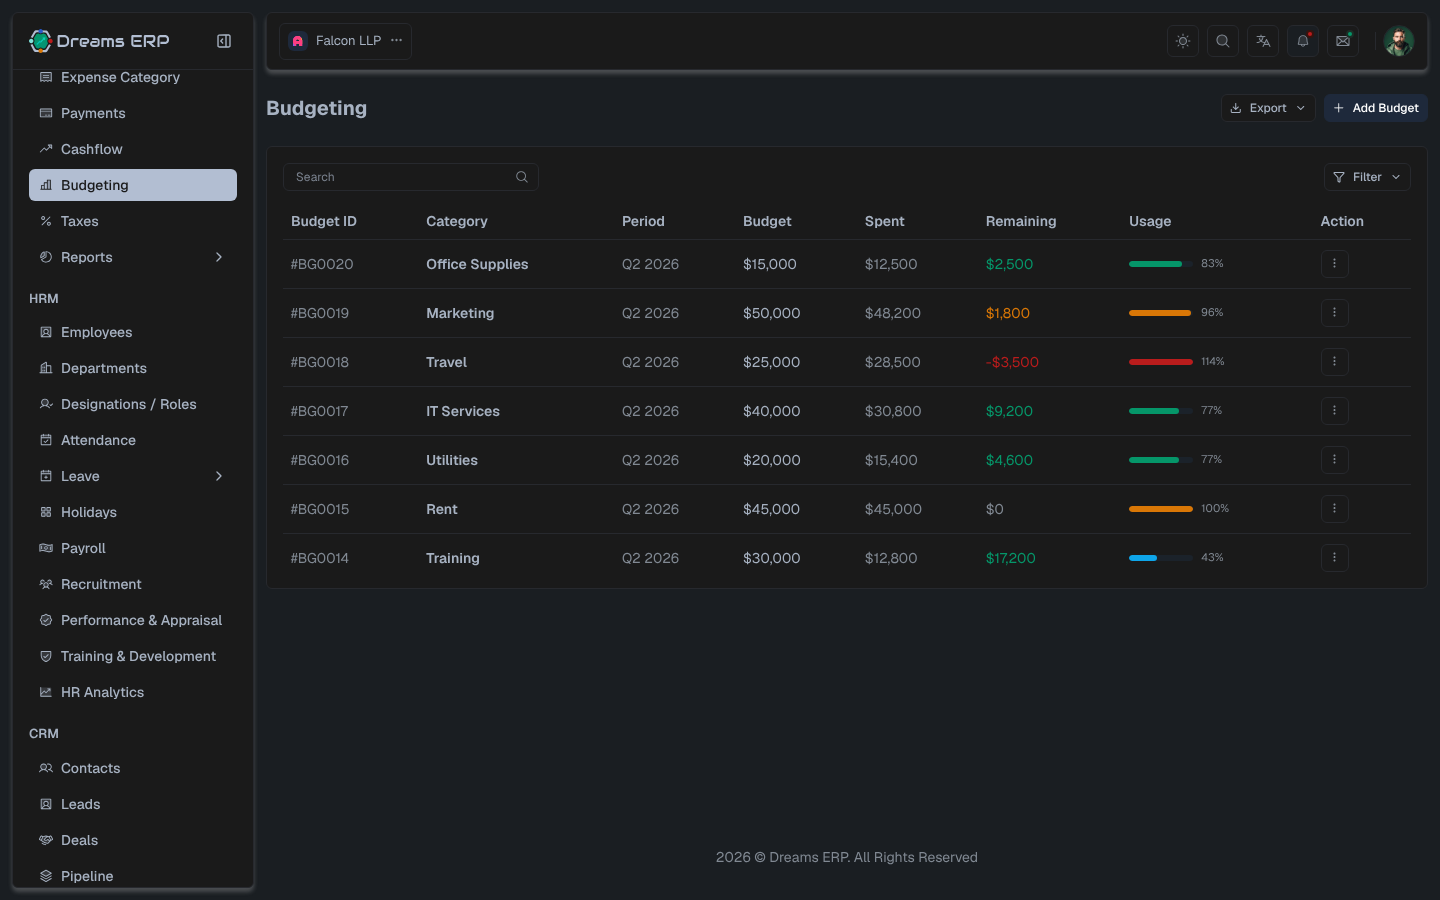 Dreams ERP
Expense Category
Payments
Cashflow
Budgeting
Taxes
Reports
HRM
Employees
Departments
Designations / Roles
Attendance
Leave
Holidays
Payroll
Recruitment
Performance & Appraisal
Training & Development
HR Analytics
CRM
Contacts
Leads
Deals
Pipeline
Falcon LLP
Budgeting
Export
Add Budget
Search
Filter
Budget ID Category Period Budget Spent Remaining Usage Action
#BG0020 Office Supplies Q2 2026 $15,000 $12,500 $2,500 83%
#BG0019 Marketing Q2 2026 $50,000 $48,200 $1,800 96%
#BG0018 Travel Q2 2026 $25,000 $28,500 -$3,500 114%
#BG0017 IT Services Q2 2026 $40,000 $30,800 $9,200 77%
#BG0016 Utilities Q2 2026 $20,000 $15,400 $4,600 77%
#BG0015 Rent Q2 2026 $45,000 $45,000 $0 100%
#BG0014 Training Q2 2026 $30,000 $12,800 $17,200 43%
2026 © Dreams ERP. All Rights Reserved